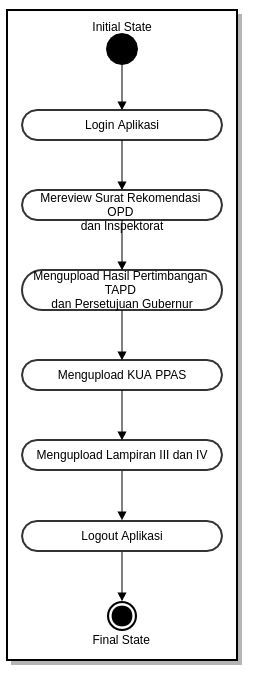 Initial State
Login Aplikasi
Mereview Surat Rekomendasi
OPD
dan Inspektorat
Mengupload Hasil Pertimbangan
TAPD
dan Persetujuan Gubernur
Mengupload KUA PPAS
Mengupload Lampiran III dan IV
Logout Aplikasi
Final State